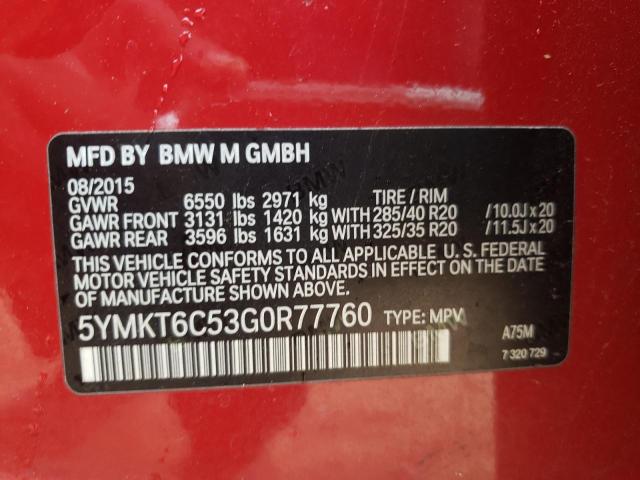 MFD BY BMW M GMBH
08/2015
GVWR 6550 lbs 2971 kg TIRE / RIM
GAWR FRONT 3131 lbs 1420 kg WITH 285/40 R20 /10.0J x 20
GAWR REAR 3596 lbs 1631 kg WITH 325/35 R20 /11.5J x 20
THIS VEHICLE CONFORMS TO ALL APPLICABLE U. S. FEDERAL
MOTOR VEHICLE SAFETY STANDARDS IN EFFECT ON THE
DATE OF MANUFACTURE SHOWN ABOVE.
5YMKT6C53G0R77760 TYPE: MPV A75M
7 320 729